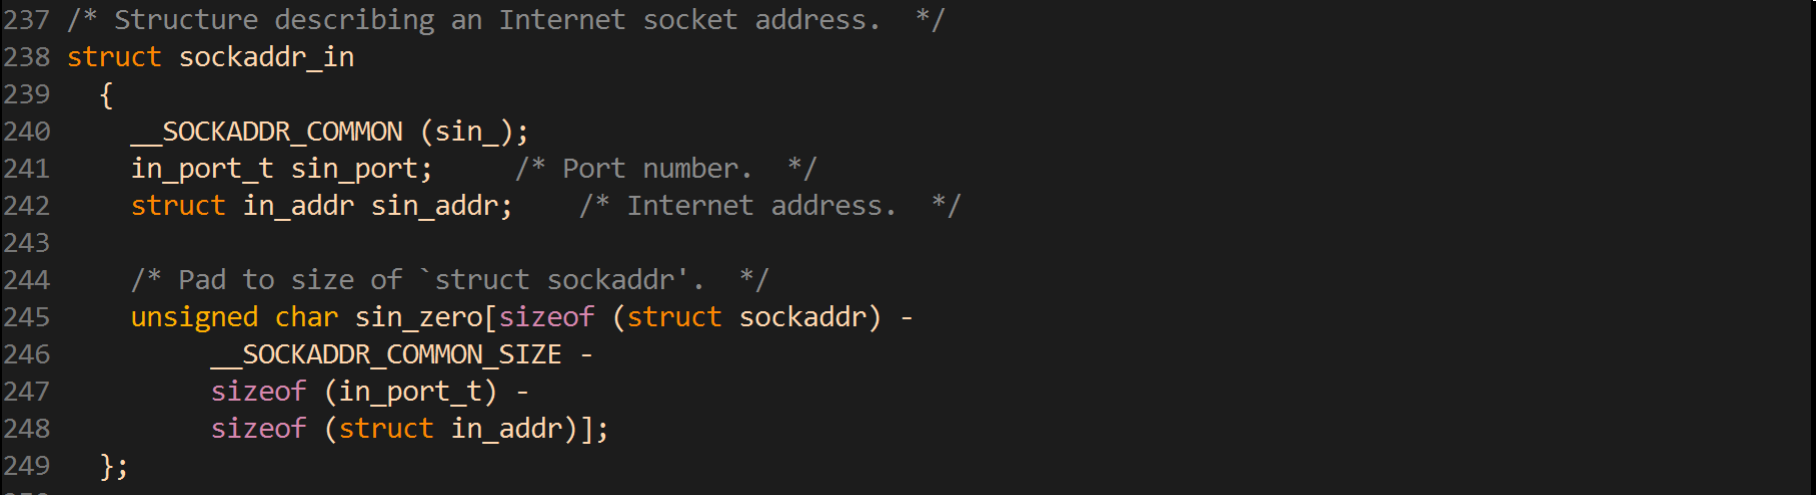 237 /* Structure describing an Internet socket address.  */
238 struct sockaddr_in
239   {
240     __SOCKADDR_COMMON (sin_);
241     in_port_t sin_port;     /* Port number.  */
242     struct in_addr sin_addr;    /* Internet address.  */
243
244     /* Pad to size of `struct sockaddr'.  */
245     unsigned char sin_zero[sizeof (struct sockaddr) -
246          __SOCKADDR_COMMON_SIZE -
247          sizeof (in_port_t) -
248          sizeof (struct in_addr)];
249   };